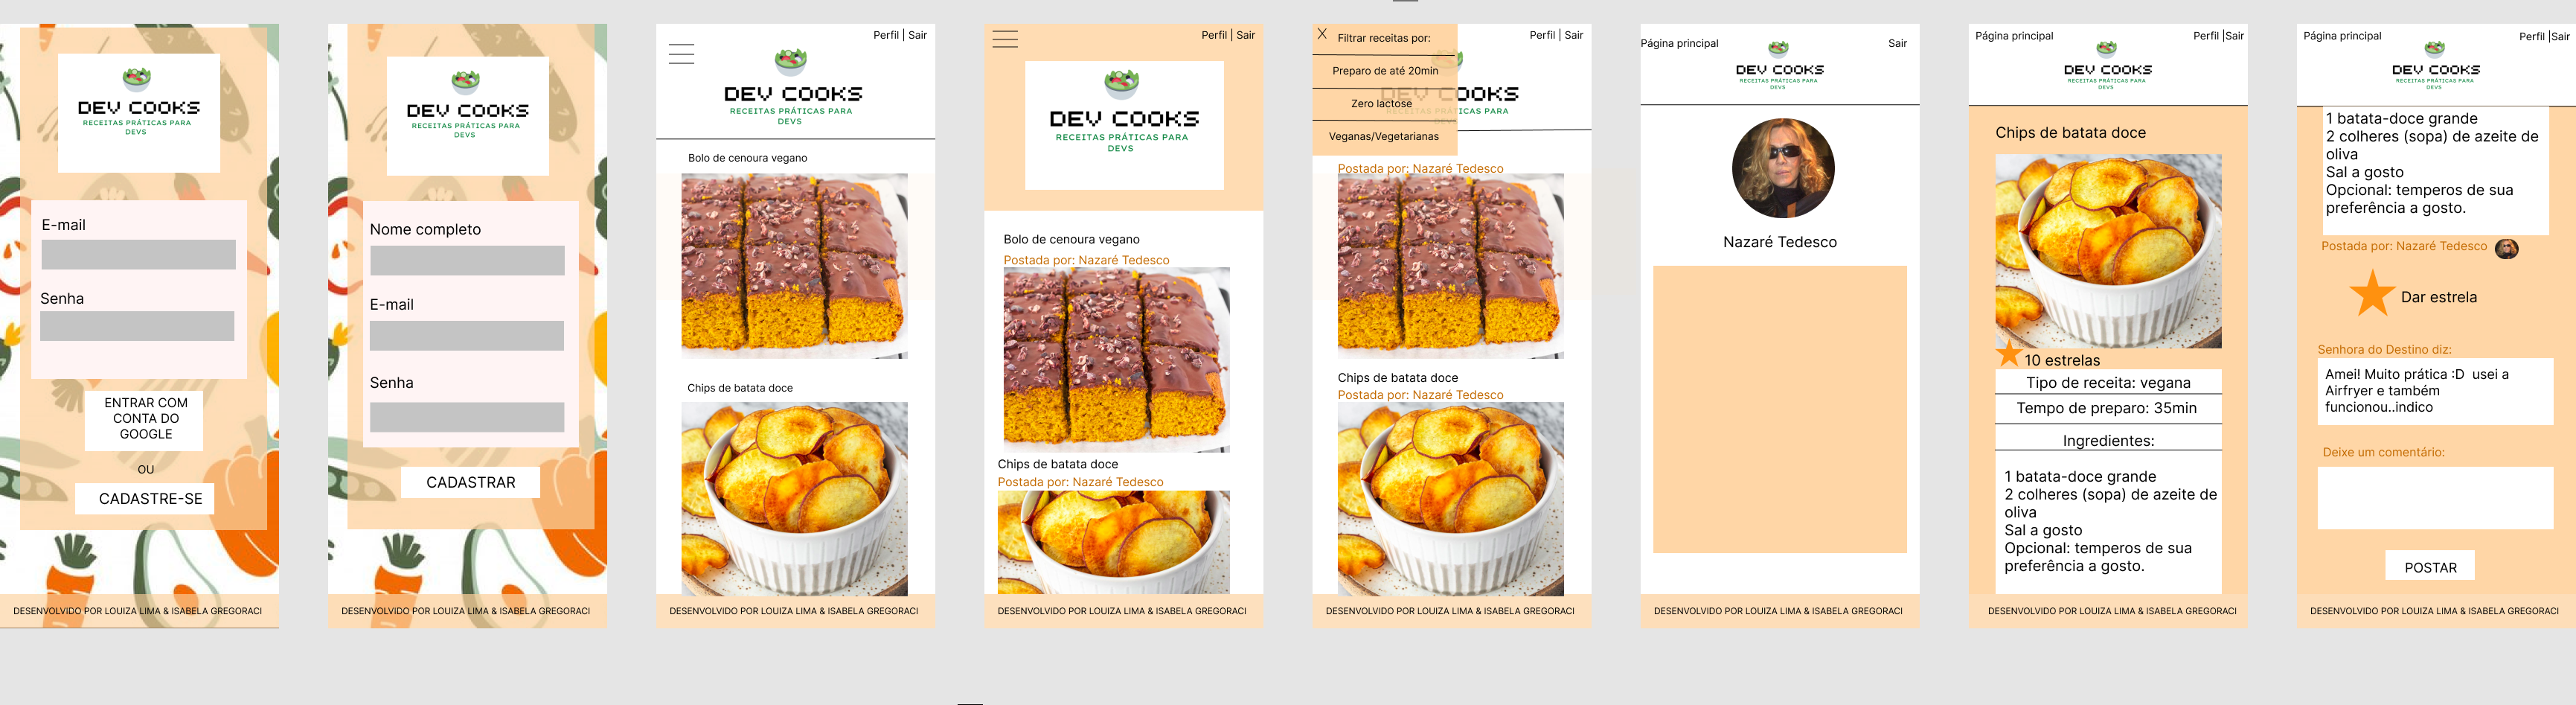 DEV COOKS
RECEITAS PRÁTICAS PARA
DEVS
E-mail
Senha
ENTRAR COM
CONTA DO
GOOGLE
OU
CADASTRE-SE
DESENVOLVIDO POR LOUIZA LIMA & ISABELA GREGORACI
DEV COOKS
RECEITAS PRÁTICAS PARA
DEVS
Nome completo
E-mail
Senha
CADASTRAR
DESENVOLVIDO POR LOUIZA LIMA & ISABELA GREGORACI
Perfil | Sair
DEV COOKS
RECEITAS PRÁTICAS PARA
DEVS
Bolo de cenoura vegano
Chips de batata doce
DESENVOLVIDO POR LOUIZA LIMA & ISABELA GREGORACI
Perfil | Sair
DEV COOKS
RECEITAS PRÁTICAS PARA
DEVS
Bolo de cenoura vegano
Postada por: Nazaré Tedesco
Chips de batata doce
Postada por: Nazaré Tedesco
DESENVOLVIDO POR LOUIZA LIMA & ISABELA GREGORACI
X Filtrar receitas por:
Preparo de até 20min
Zero lactose
Veganas/Vegetarianas
Perfil | Sair
DEV COOKS
RECEITAS PRÁTICAS PARA
DEVS
Postada por: Nazaré Tedesco
Chips de batata doce
Postada por: Nazaré Tedesco
DESENVOLVIDO POR LOUIZA LIMA & ISABELA GREGORACI
Página principal
Sair
DEV COOKS
RECEITAS PRÁTICAS PARA
DEVS
Nazaré Tedesco
DESENVOLVIDO POR LOUIZA LIMA & ISABELA GREGORACI
Página principal
Perfil |Sair
DEV COOKS
RECEITAS PRÁTICAS PARA
DEVS
Chips de batata doce
10 estrelas
Tipo de receita: vegana
Tempo de preparo: 35min
Ingredientes:
1 batata-doce grande
2 colheres (sopa) de azeite de
oliva
Sal a gosto
Opcional: temperos de sua
preferência a gosto.
DESENVOLVIDO POR LOUIZA LIMA & ISABELA GREGORACI
Página principal
Perfil |Sair
DEV COOKS
RECEITAS PRÁTICAS PARA
DEVS
1 batata-doce grande
2 colheres (sopa) de azeite de
oliva
Sal a gosto
Opcional: temperos de sua
preferência a gosto.
Postada por: Nazaré Tedesco
Dar estrela
Senhora do Destino diz:
Amei! Muito prática :D usei a
Airfryer e também
funcionou..indico
Deixe um comentário:
POSTAR
DESENVOLVIDO POR LOUIZA LIMA & ISABELA GREGORACI